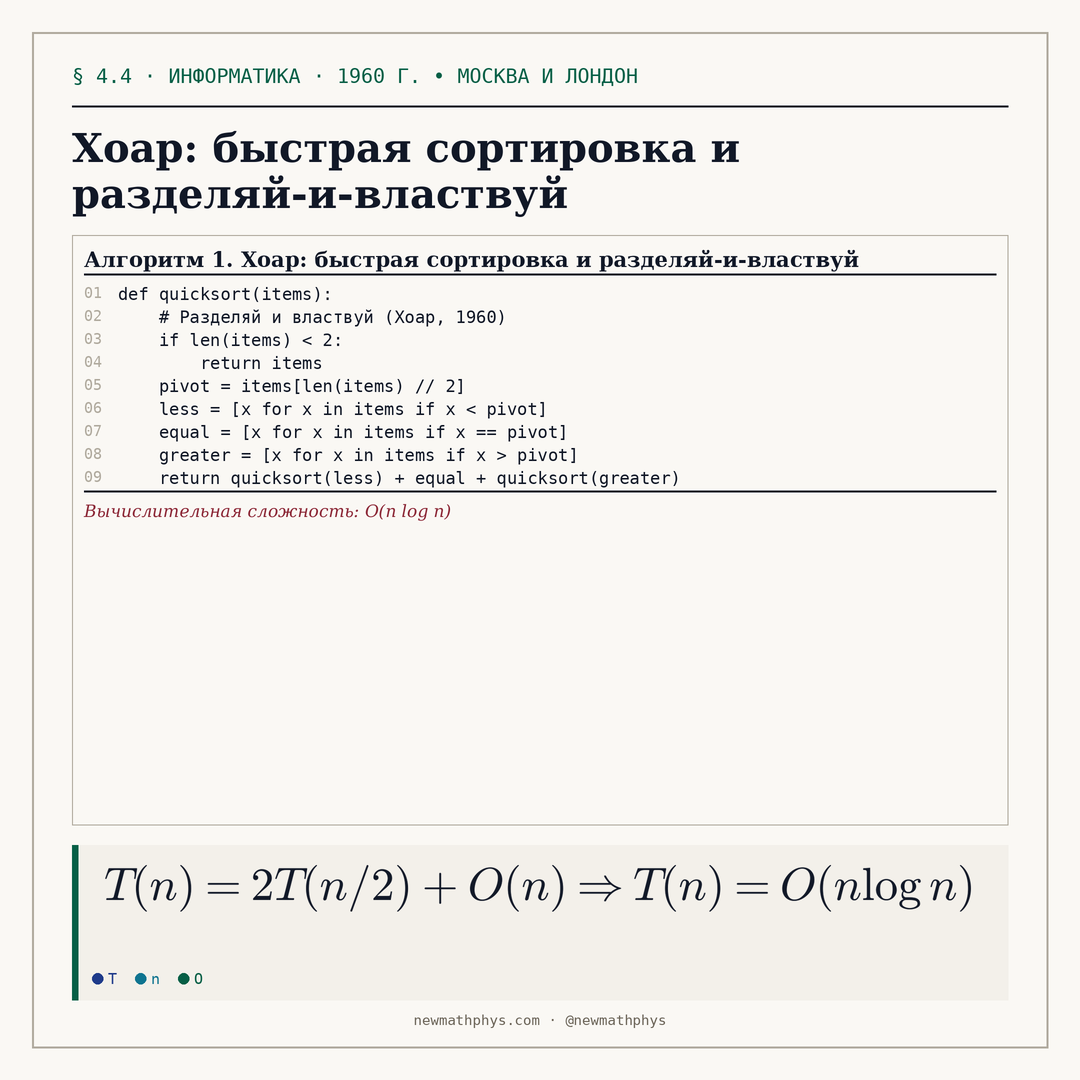 § 4.4 · ИНФОРМАТИКА · 1960 Г. • МОСКВА И ЛОНДОН
Хоар: быстрая сортировка и
разделяй-и-властвуй
Алгоритм 1. Хоар: быстрая сортировка и разделяй-и-властвуй
01 def quicksort(items):
02     # Разделяй и властвуй (Хоар, 1960)
03     if len(items) < 2:
04         return items
05     pivot = items[len(items) // 2]
06     less = [x for x in items if x < pivot]
07     equal = [x for x in items if x == pivot]
08     greater = [x for x in items if x > pivot]
09     return quicksort(less) + equal + quicksort(greater)
Вычислительная сложность: O(n log n)
T(n) = 2T(n/2) + O(n) ⇒ T(n) = O(n log n)
● T ● n ● O
newmathphys.com · @newmathphys